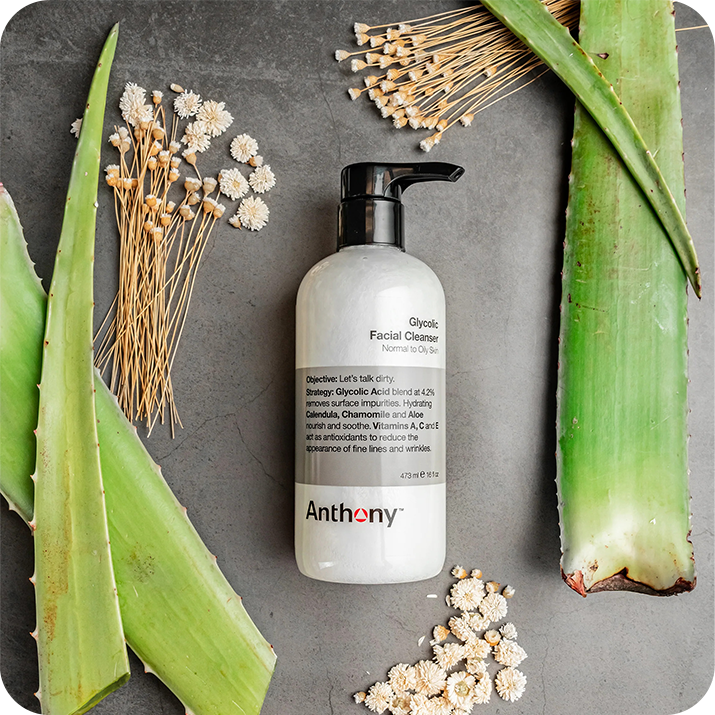 Glycolic
Facial Cleanser
Normal to Oily Skin
Objective: Let's talk dirty.
Strategy: Glycolic Acid blend at 4.2%
removes surface impurities. Hydrating
Calendula, Chamomile and Aloe
nourish and soothe. Vitamins A, C and E
act as antioxidants to reduce the
appearance of fine lines and wrinkles.
473 ml ℮ 16 fl oz
Anthony™